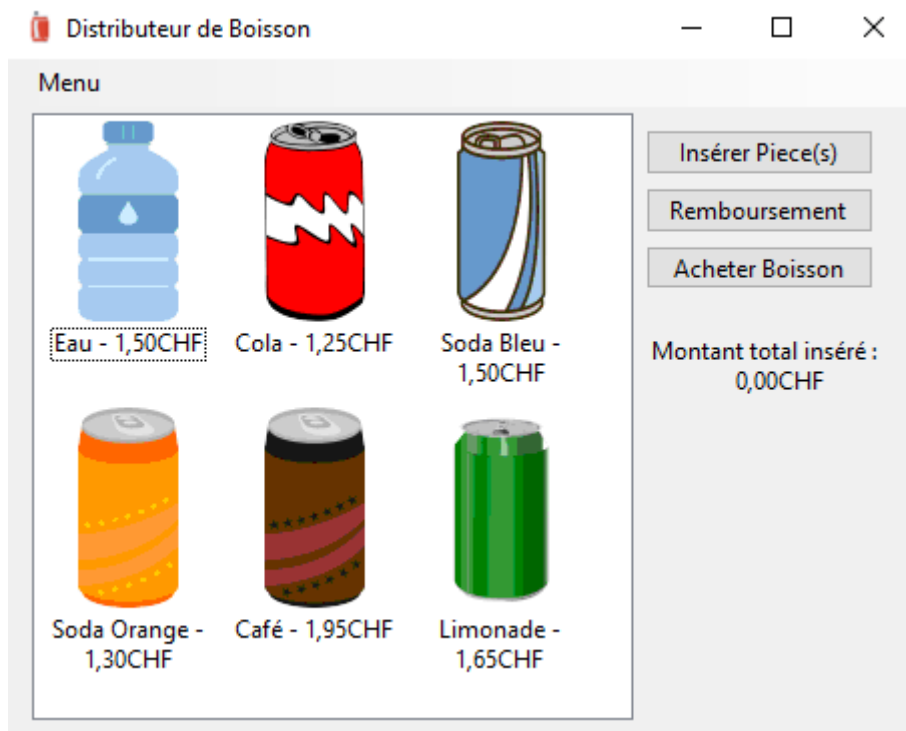 Distributeur de Boisson
Menu
Eau - 1,50CHF
Cola - 1,25CHF
Soda Bleu -
1,50CHF
Soda Orange -
1,30CHF
Café - 1,95CHF
Limonade -
1,65CHF
Insérer Piece(s)
Remboursement
Acheter Boisson
Montant total inséré :
0,00CHF